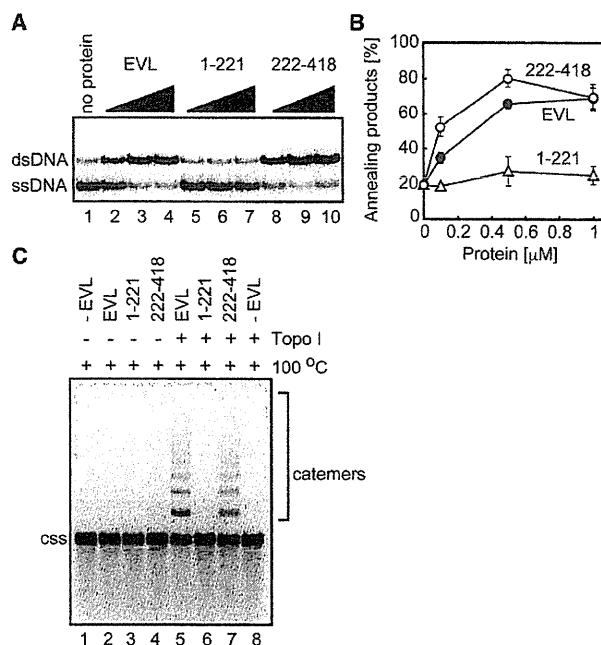 A
no protein
EVL 1-221 222-418
dsDNA
ssDNA
1 2 3 4 5 6 7 8 9 10
B
Annealing products [%]
100
80
60
40
20
0
222-418
EVL
1-221
0 0.2 0.4 0.6 0.8 1
Protein [µM]
C
- EVL
EVL
1-221
222-418
EVL
1-221
222-418
- EVL
- - - - + + + + Topo I
+ + + + + + + + 100 °C
catemers
css
1 2 3 4 5 6 7 8